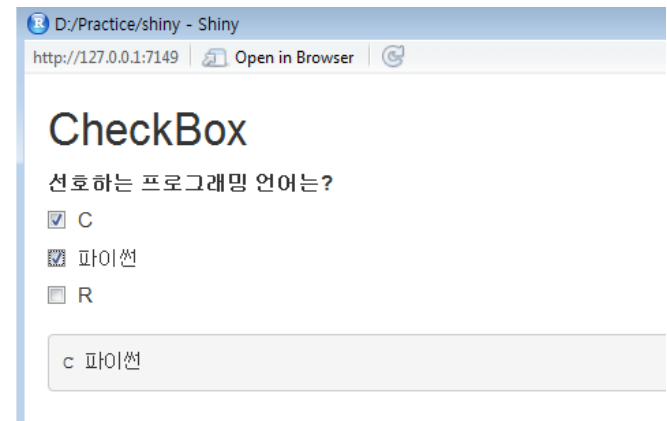 D:/Practice/shiny - Shiny
http://127.0.0.1:7149 Open in Browser
CheckBox
선호하는 프로그래밍 언어는?
C
파이썬
R
c 파이썬